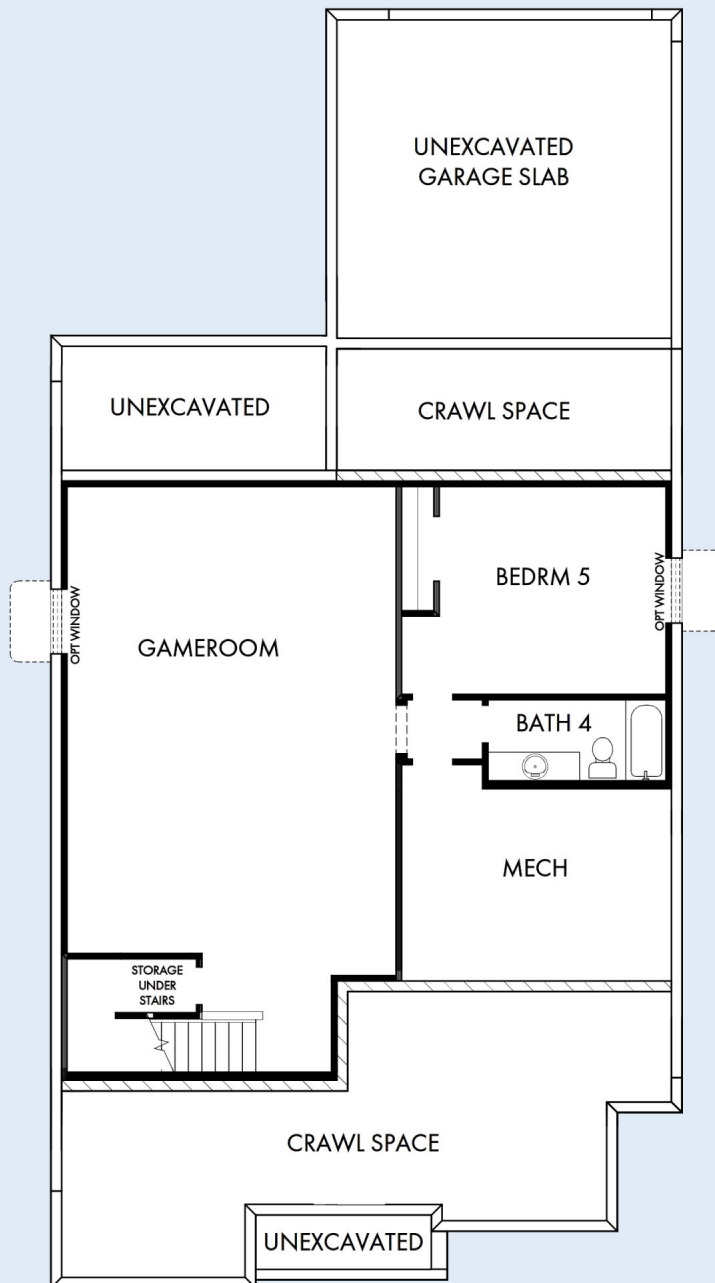 UNEXCAVATED
GARAGE SLAB
UNEXCAVATED
CRAWL SPACE
BEDRM 5
OPT WINDOW
OPT WINDOW
GAMEROOM
BATH 4
MECH
STORAGE
UNDER
STAIRS
CRAWL SPACE
UNEXCAVATED